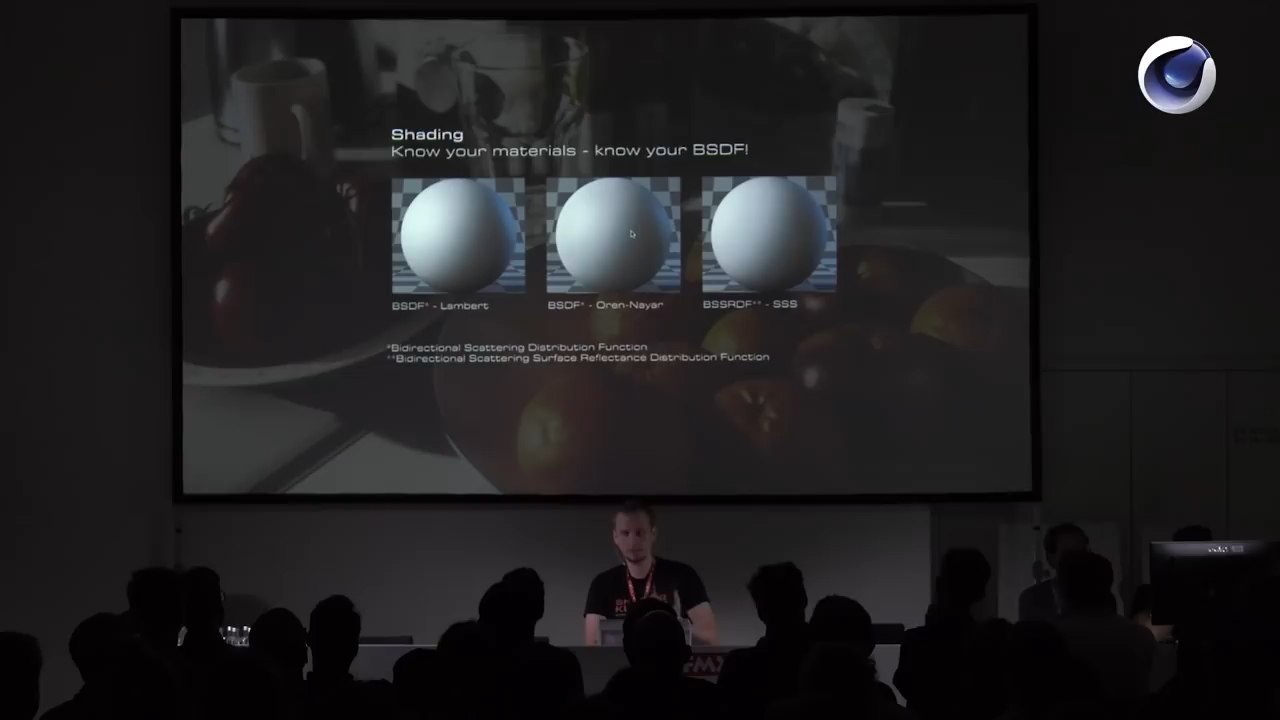 Shading
Know your materials - know your BSDF!
BSDF* - Lambert
BSDF* - Oren-Nayar
BSSRDF** - SSS
*Bidirectional Scattering Distribution Function
**Bidirectional Scattering Surface Reflectance Distribution Function
FMX